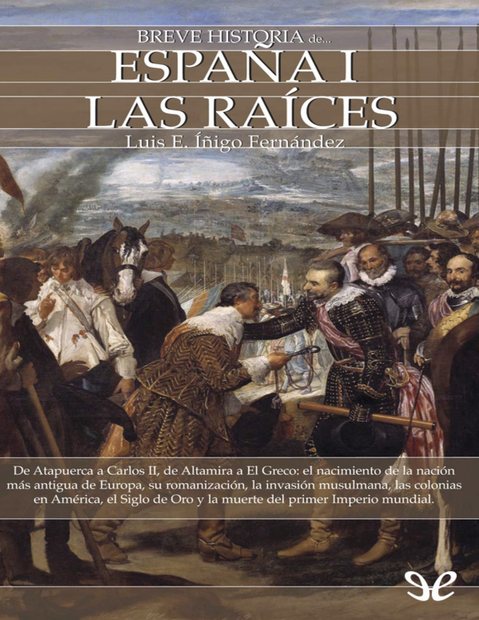 BREVE HISTORIA de...
ESPAÑA I
LAS RAÍCES
Luis E. Íñigo Fernández
De Atapuerca a Carlos II, de Altamira a El Greco: el nacimiento de la nación
más antigua de Europa, su romanización, la invasión musulmana, las colonias
en América, el Siglo de Oro y la muerte del primer Imperio mundial.